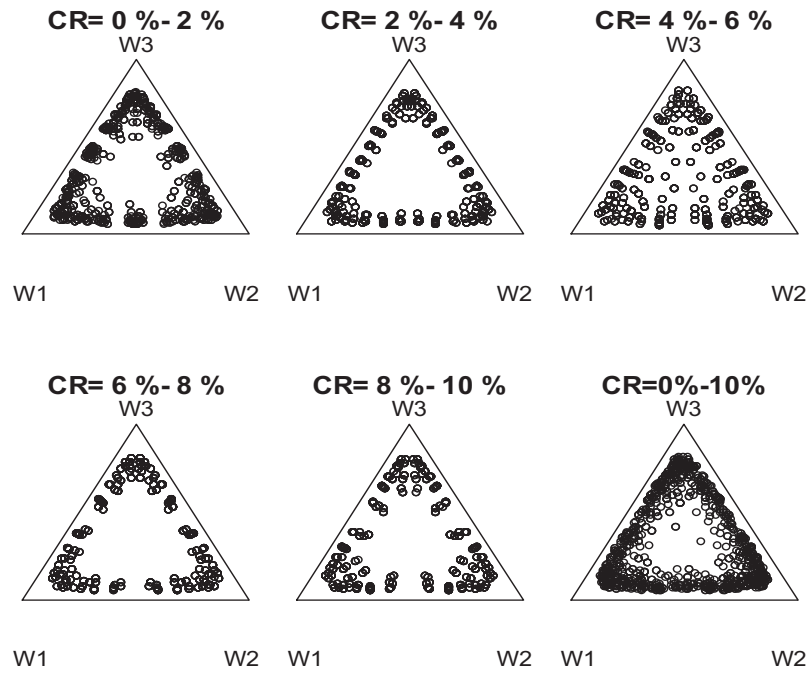 CR= 0 %- 2 %
W3
W1
W2
CR= 2 %- 4 %
W3
W1
W2
CR= 4 %- 6 %
W3
W1
W2
CR= 6 %- 8 %
W3
W1
W2
CR= 8 %- 10 %
W3
W1
W2
CR=0%-10%
W3
W1
W2